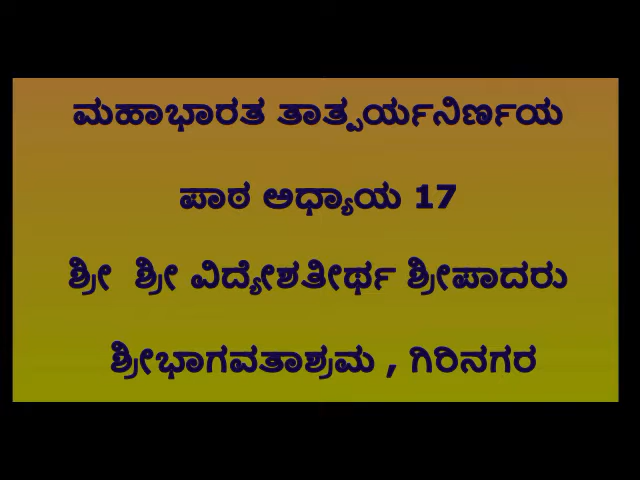 ಮಹಾಭಾರತ ತಾತ್ಪರ್ಯನಿರ್ಣಯ
ಪಾಠ ಅಧ್ಯಾಯ 17
ಶ್ರೀ ಶ್ರೀ ವಿದ್ಯೇಶತೀರ್ಥ ಶ್ರೀಪಾದರು
ಶ್ರೀಭಾಗವತಾಶ್ರಮ , ಗಿರಿನಗರ